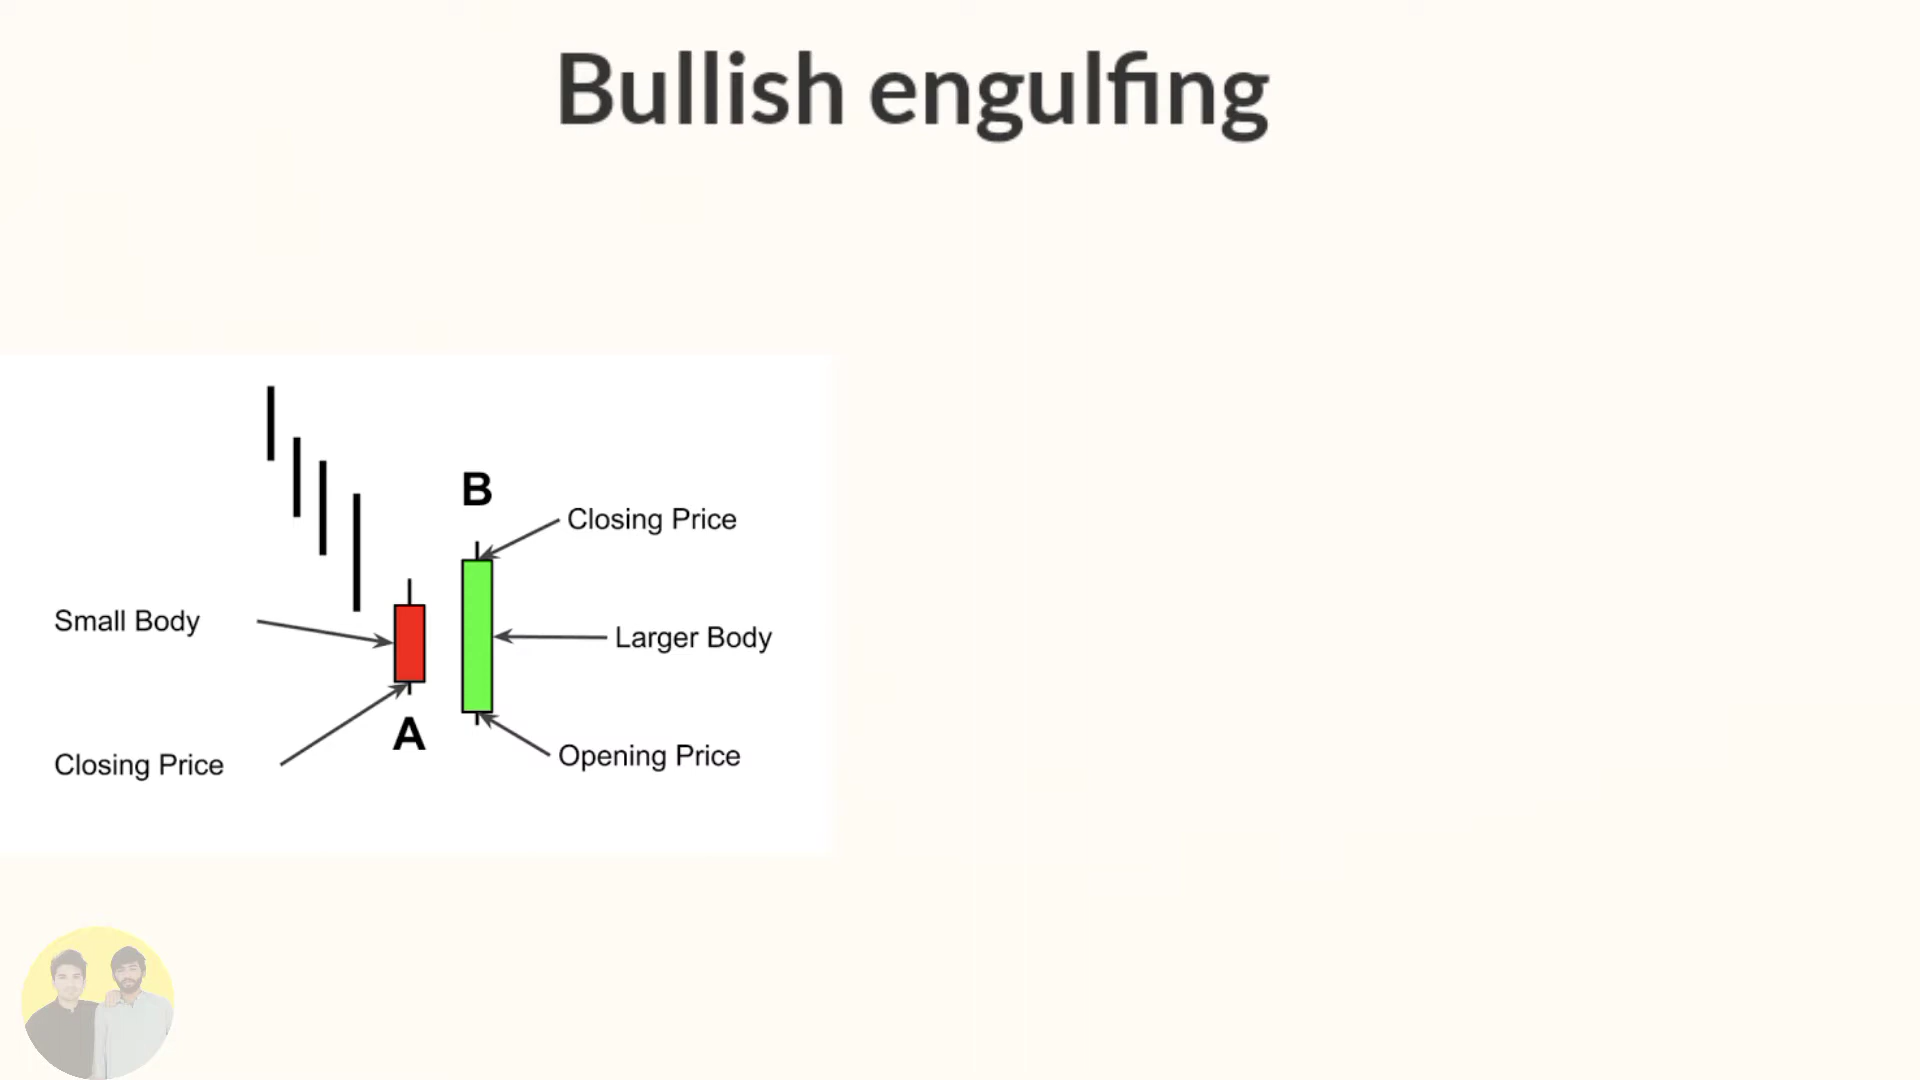 Bullish engulfing
B
Closing Price
Small Body
Larger Body
A
Closing Price
Opening Price